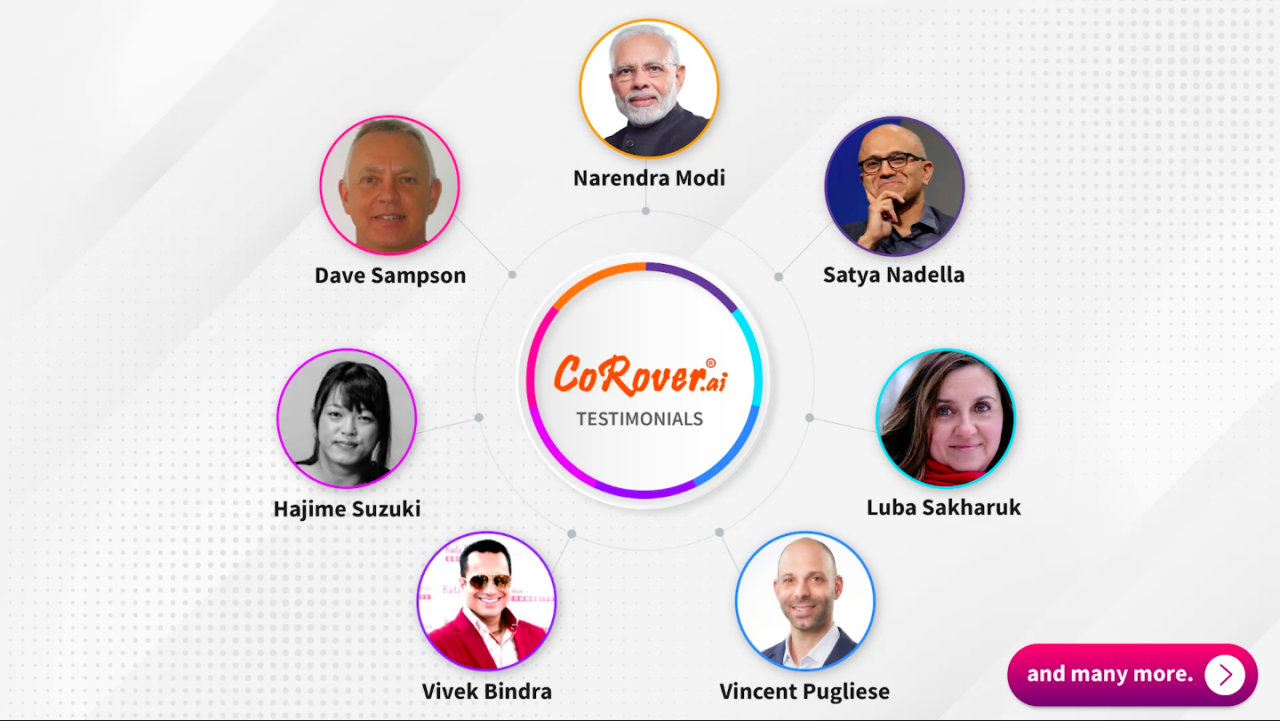 Narendra Modi
Dave Sampson
Satya Nadella
CoRover.ai®
TESTIMONIALS
Hajime Suzuki
Luba Sakharuk
Vivek Bindra
Vincent Pugliese
and many more.